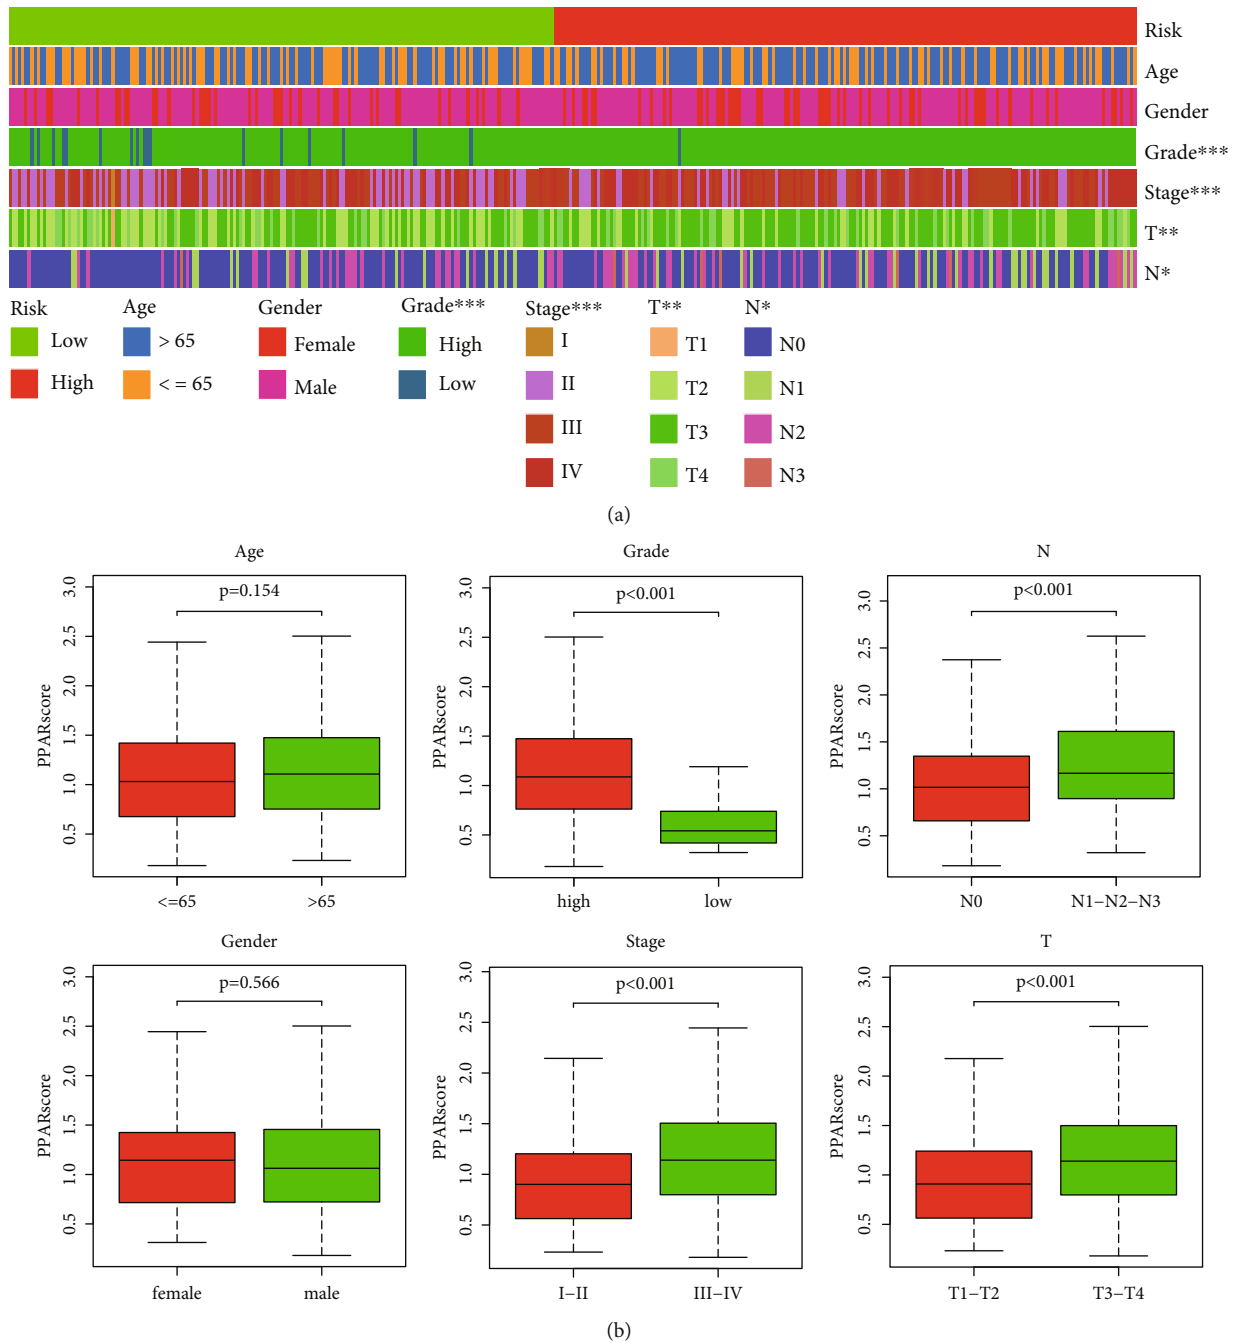 Risk
Age
Gender
Grade***
Stage***
T**
N*
Risk Age Gender Grade*** Stage*** T** N*
Low > 65 Female High I T1 N0
High < = 65 Male Low II T2 N1
III T3 N2
IV T4 N3
(a)
Age
PPARscore
3.0
2.5
2.0
1.5
1.0
0.5
p=0.154
<=65 >65
Grade
PPARscore
3.0
2.5
2.0
1.5
1.0
0.5
p<0.001
high low
N
PPARscore
3.0
2.5
2.0
1.5
1.0
0.5
p<0.001
N0 N1−N2−N3
Gender
PPARscore
3.0
2.5
2.0
1.5
1.0
0.5
p=0.566
female male
Stage
PPARscore
3.0
2.5
2.0
1.5
1.0
0.5
p<0.001
I−II III−IV
T
PPARscore
3.0
2.5
2.0
1.5
1.0
0.5
p<0.001
T1−T2 T3−T4
(b)